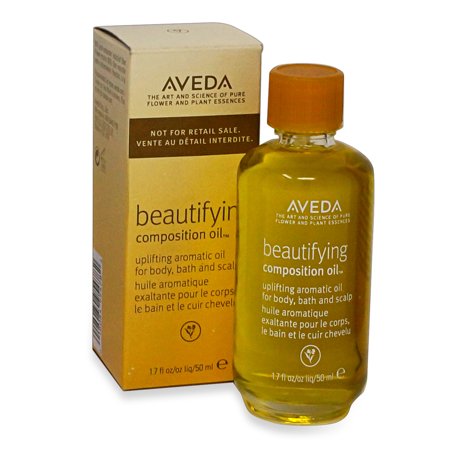 AVEDA
THE ART AND SCIENCE OF PURE
FLOWER AND PLANT ESSENCES
NOT FOR RETAIL SALE.
VENTE AU DÉTAIL INTERDITE.
beautifying
composition oil™
uplifting aromatic oil
for body, bath and scalp
huile aromatique
exaltante pour le corps,
le bain et le cuir chevelu
1.7 fl oz/oz liq/50 ml ℮
AVEDA
THE ART AND SCIENCE OF PURE
FLOWER AND PLANT ESSENCES
beautifying
composition oil™
uplifting aromatic oil
for body, bath and scalp
huile aromatique
exaltante pour le corps,
le bain et le cuir chevelu
1.7 fl oz/oz liq/50 ml ℮